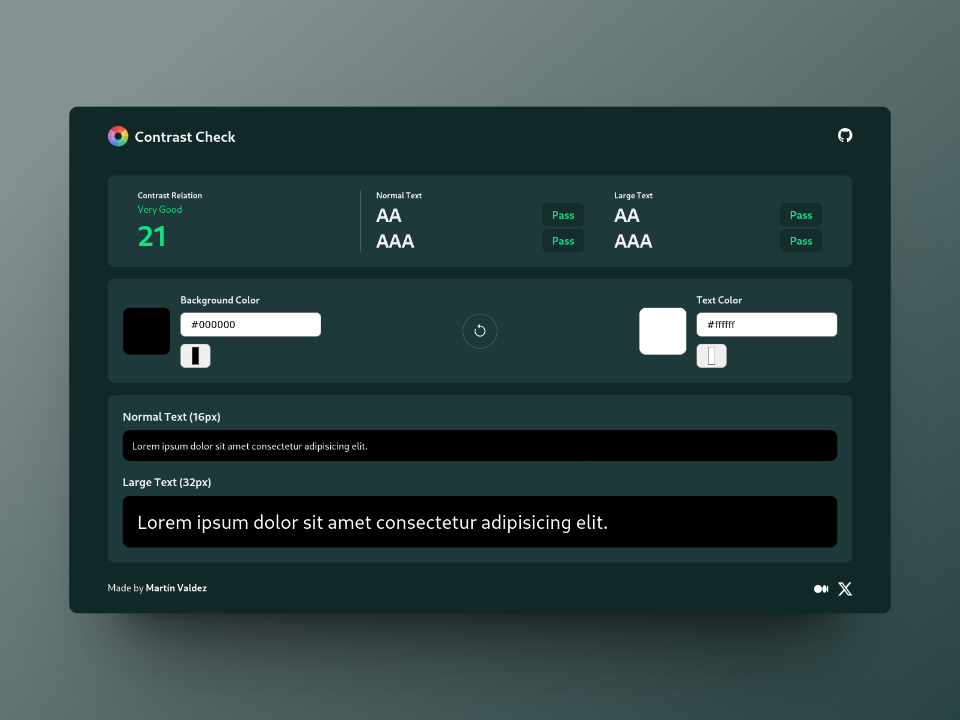 Contrast Check
Contrast Relation
Very Good
21
Normal Text
AA Pass
AAA Pass
Large Text
AA Pass
AAA Pass
Background Color
#000000
Text Color
#ffffff
Normal Text (16px)
Lorem ipsum dolor sit amet consectetur adipisicing elit.
Large Text (32px)
Lorem ipsum dolor sit amet consectetur adipisicing elit.
Made by Martín Valdez